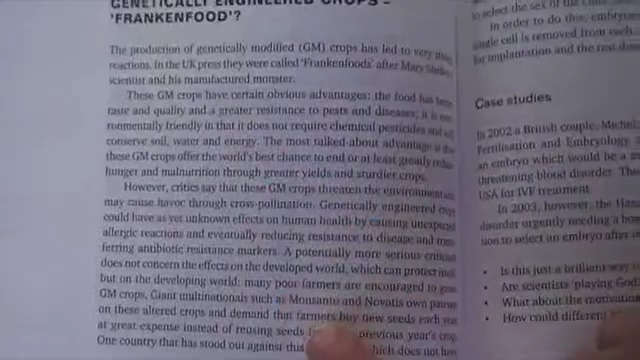 GENETICALLY ENGINEERED CROPS –
'FRANKENFOOD'?
The production of genetically modified (GM) crops has led to very
reactions. In the UK press they were called 'Frankenfoods' after Mary
scientist and his manufactured monster.
These GM crops have certain obvious advantages: the food has
taste and quality and a greater resistance to pests and diseases; it is
ronmentally friendly in that it does not require chemical pesticides and
conserve soil, water and energy. The most talked-about advantage is
these GM crops offer the world's best chance to end or at least greatly
hunger and malnutrition through greater yields and sturdier crops.
However, critics say that these GM crops threaten the
may cause havoc through cross-pollination. Genetically engineered
could have as yet unknown effects on human health by causing
allergic reactions and eventually reducing resistance to disease and
ferring antibiotic resistance markers. A potentially more serious
does not concern the effects on the developed world, which can protect
but on the developing world: many poor farmers are encouraged to
GM crops. Giant multinationals such as Monsanto and Novatis own
on these altered crops and demand that farmers buy new seeds each
at great expense instead of reusing seeds previous year's
One country that has stood out against this which does not
to select the sex of the
In order to do this,
single cell is removed from each
for implantation and the rest
Case studies
In 2002 a British couple,
Fertilisation and Embryology
an embryo which would be a
threatening blood disorder.
USA for IVF treatment.
In 2003, however, the
disorder urgently needing a
sion to select an embryo after
• Is this just a brilliant way
• Are scientists 'playing
• What about the
• How could different